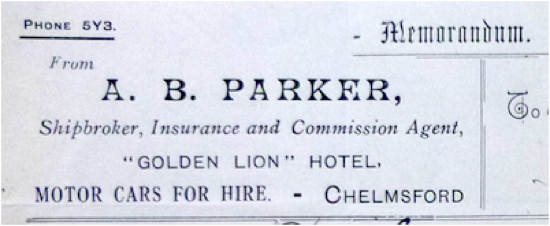 PHONE 5Y3.
- Memorandum.
From
A. B. PARKER,
To
Shipbroker, Insurance and Commission Agent,
"GOLDEN LION" HOTEL,
MOTOR CARS FOR HIRE. - CHELMSFORD